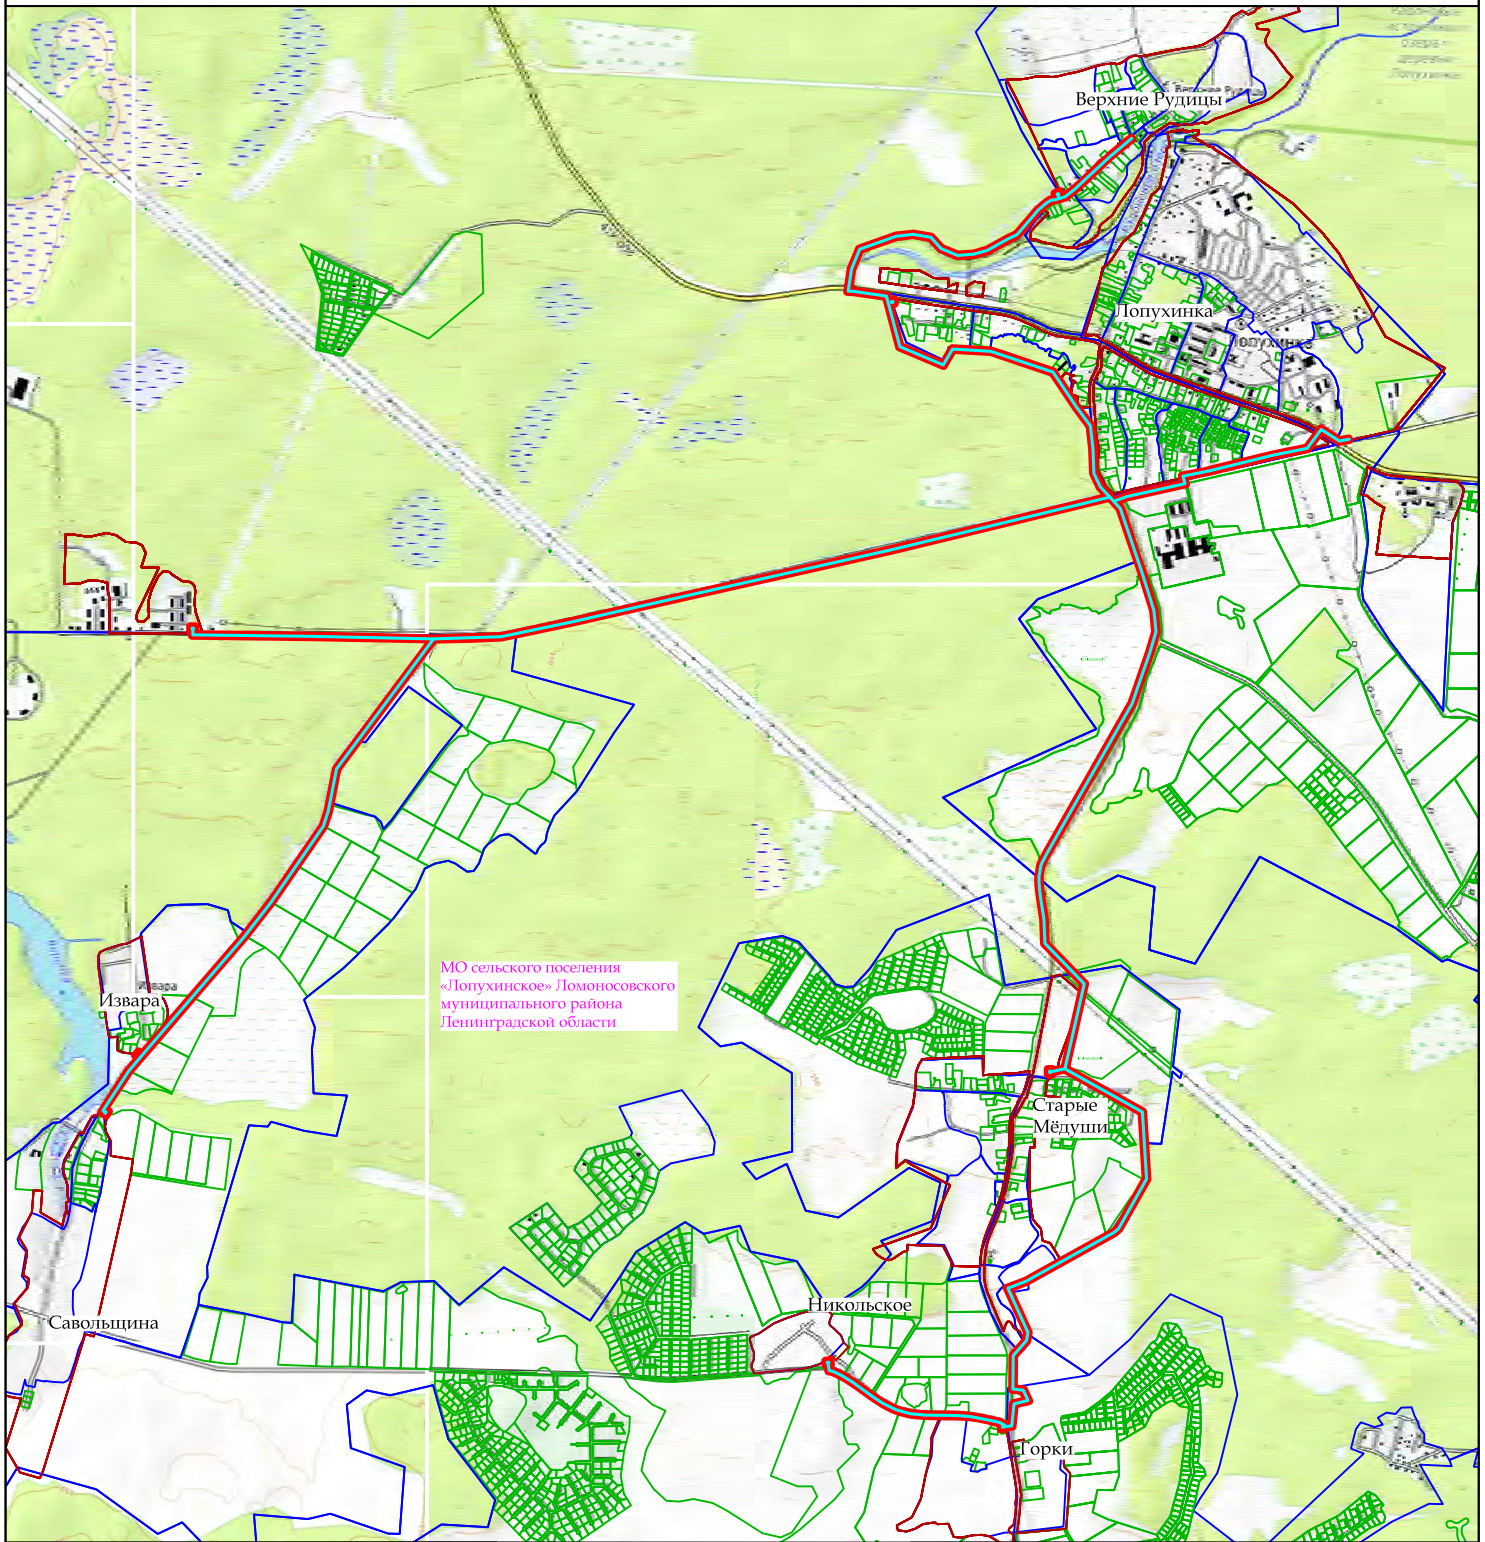 Верхние Рудицы
Лопухинка
Лопухинка
МО сельского поселения
«Лопухинское» Ломоносовского
муниципального района
Ленинградской области
Извара
Извара
Старые
Мёдуши
Никольское
Савольщина
Горки